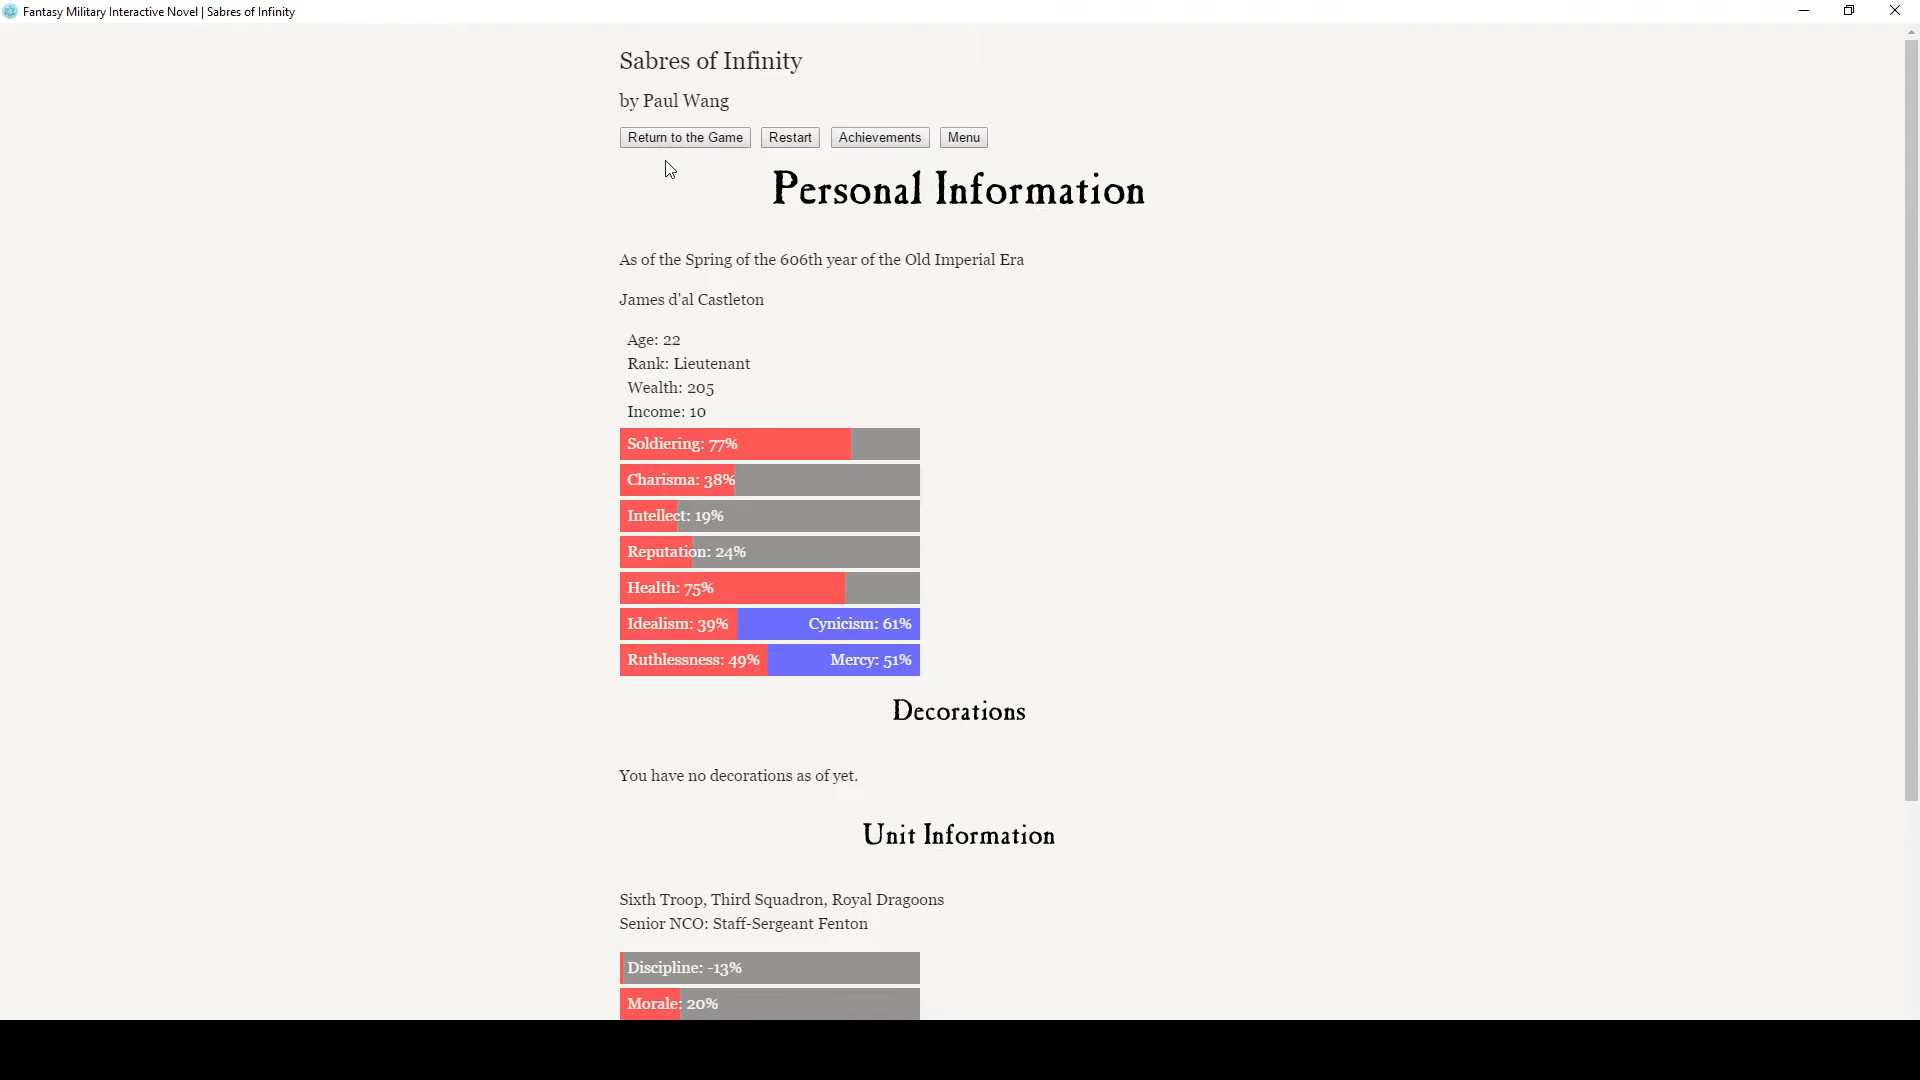 Fantasy Military Interactive Novel | Sabres of Infinity
Sabres of Infinity
by Paul Wang
Return to the Game Restart Achievements Menu
Personal Information
As of the Spring of the 606th year of the Old Imperial Era
James d'al Castleton
Age: 22
Rank: Lieutenant
Wealth: 205
Income: 10
Soldiering: 77%
Charisma: 38%
Intellect: 19%
Reputation: 24%
Health: 75%
Idealism: 39% Cynicism: 61%
Ruthlessness: 49% Mercy: 51%
Decorations
You have no decorations as of yet.
Unit Information
Sixth Troop, Third Squadron, Royal Dragoons
Senior NCO: Staff-Sergeant Fenton
Discipline: -13%
Morale: 20%